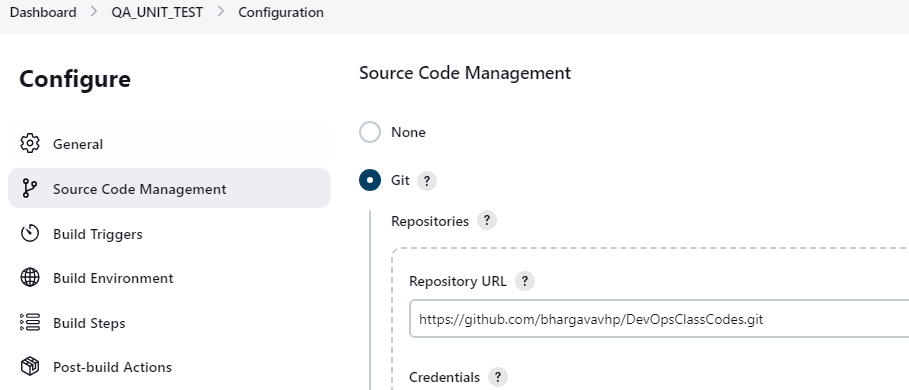 Dashboard > QA_UNIT_TEST > Configuration
Configure
General
Source Code Management
Build Triggers
Build Environment
Build Steps
Post-build Actions
Source Code Management
None
Git ?
Repositories ?
Repository URL ?
https://github.com/bhargavavhp/DevOpsClassCodes.git
Credentials ?